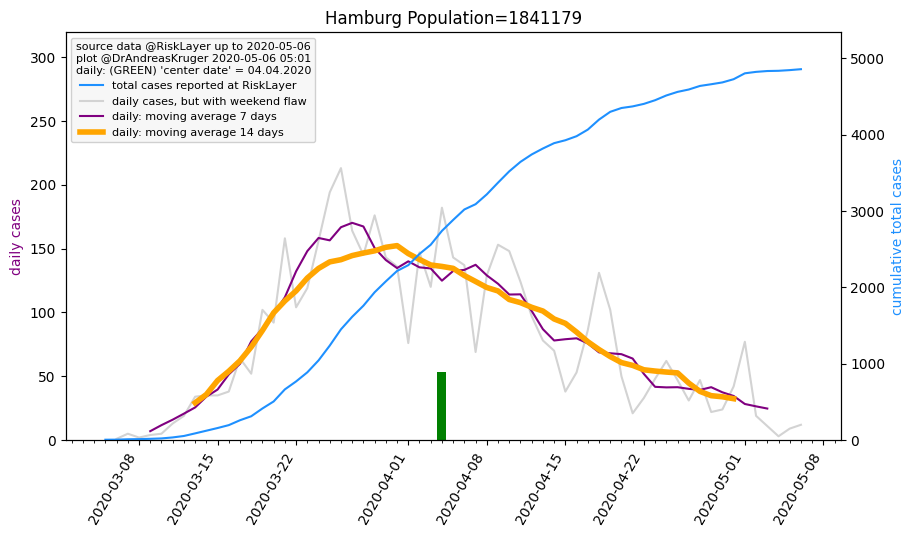 Hamburg Population=1841179
source data @RiskLayer up to 2020-05-06
plot @DrAndreasKruger 2020-05-06 05:01
daily: (GREEN) 'center date' = 04.04.2020
total cases reported at RiskLayer
daily cases, but with weekend flaw
daily: moving average 7 days
daily: moving average 14 days
daily cases
300
250
200
150
100
50
0
5000
4000
3000
2000
1000
0
cumulative total cases
2020-03-08
2020-03-15
2020-03-22
2020-04-01
2020-04-08
2020-04-15
2020-04-22
2020-05-01
2020-05-08